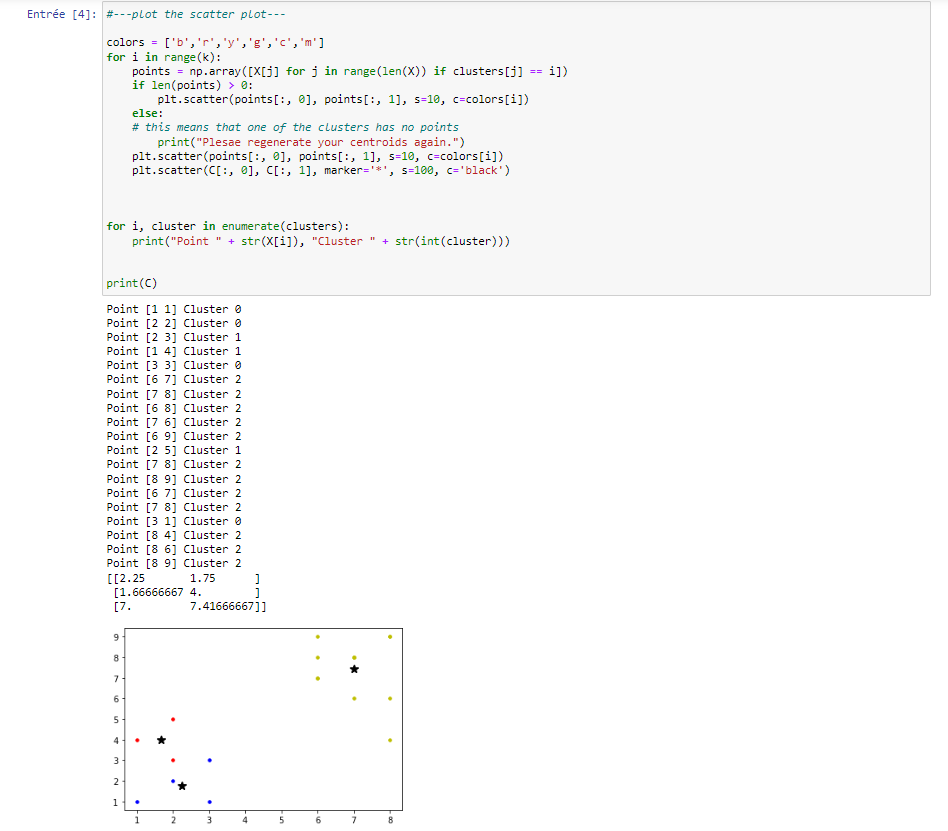 Entrée [4]: #---plot the scatter plot---
colors = ['b','r','y','g','c','m']
for i in range(k):
    points = np.array([X[j] for j in range(len(X)) if clusters[j] == i])
    if len(points) > 0:
        plt.scatter(points[:, 0], points[:, 1], s=10, c=colors[i])
    else:
    # this means that one of the clusters has no points
        print("Plesae regenerate your centroids again.")
    plt.scatter(points[:, 0], points[:, 1], s=10, c=colors[i])
    plt.scatter(C[:, 0], C[:, 1], marker='*', s=100, c='black')
for i, cluster in enumerate(clusters):
    print("Point " + str(X[i]), "Cluster " + str(int(cluster)))
print(C)
Point [1 1] Cluster 0
Point [2 2] Cluster 0
Point [2 3] Cluster 1
Point [1 4] Cluster 1
Point [3 3] Cluster 0
Point [6 7] Cluster 2
Point [7 8] Cluster 2
Point [6 8] Cluster 2
Point [7 6] Cluster 2
Point [6 9] Cluster 2
Point [2 5] Cluster 1
Point [7 8] Cluster 2
Point [8 9] Cluster 2
Point [6 7] Cluster 2
Point [7 8] Cluster 2
Point [3 1] Cluster 0
Point [8 4] Cluster 2
Point [8 6] Cluster 2
Point [8 9] Cluster 2
[[2.25       1.75      ]
 [1.66666667 4.        ]
 [7.         7.41666667]]
9
8
7
6
5
4
3
2
1
1 2 3 4 5 6 7 8